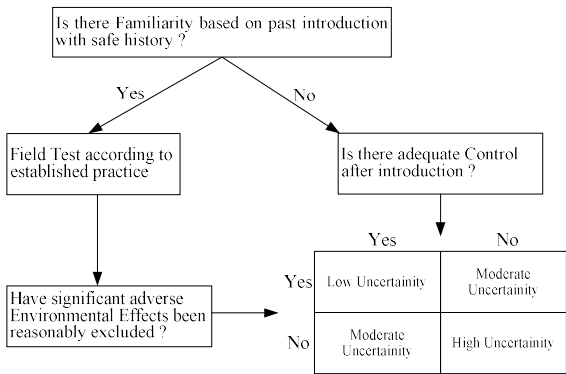 Is there Familiarity based on past introduction
with safe history ?
Yes
No
Field Test according to
established practice
Is there adequate Control
after introduction ?
Yes
No
Have significant adverse
Environmental Effects been
reasonably excluded ?
Yes
Low Uncertainity
Moderate
Uncertainity
No
Moderate
Uncertainity
High Uncertainity